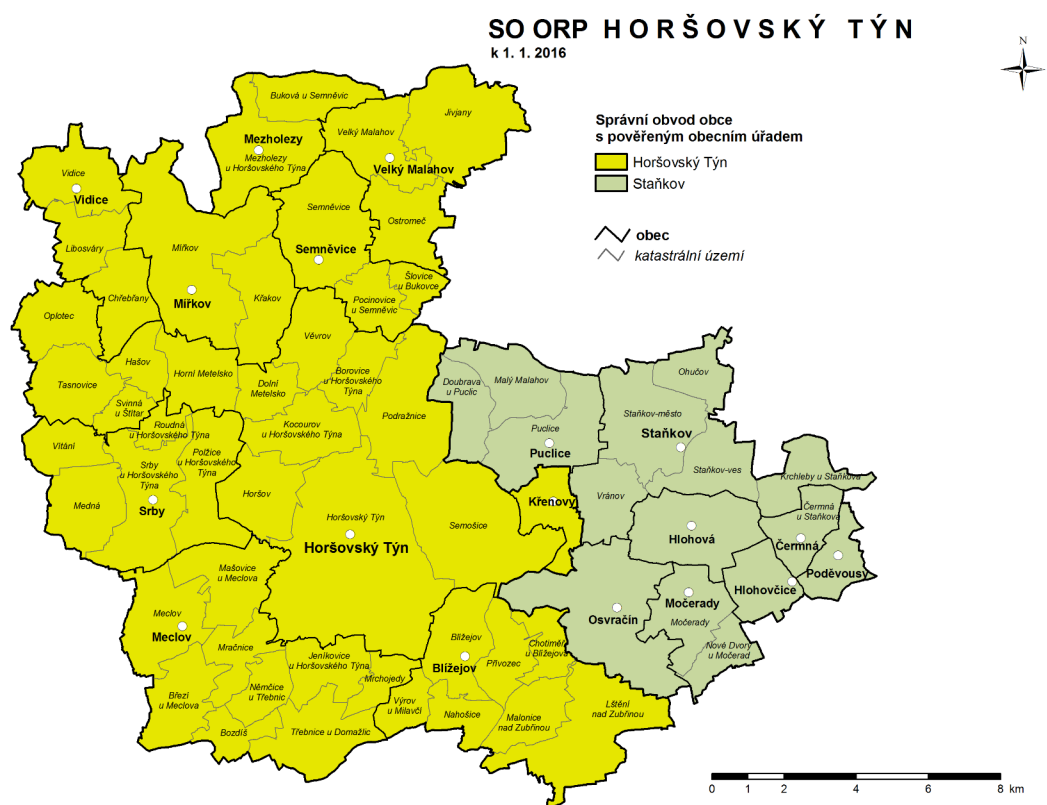 SO ORP HORŠOVSKÝ TÝN
k 1. 1. 2016
N
Správní obvod obce
s pověřeným obecním úřadem
Horšovský Týn
Staňkov
obec
katastrální území
Buková u Semněvic
Jivjany
Velký Malahov
Mezholezy
Mezholezy
u Horšovského Týna
Velký Malahov
Vidice
Vidice
Semněvice
Ostromeč
Libosváry
Mířkov
Semněvice
Šlovice
u Bukovce
Chřebřany
Mířkov
Křakov
Pocinovice
u Semněvic
Oplotec
Věvrov
Hašov
Horní Metelsko
Borovice
u Horšovského
Týna
Tasnovice
Dolní
Metelsko
Doubrava
u Puclic
Malý Malahov
Ohučov
Svinná
u Štítar
Podražnice
Staňkov-město
Roudná
u Horšovského Týna
Kocourov
u Horšovského Týna
Puclice
Puclice
Staňkov
Vítání
Polžice
u Horšovského
Týna
Srby
u Horšovského
Týna
Staňkov-ves
Krchleby u Staňkova
Medná
Srby
Horšov
Křenovy
Vránov
Čermná
u Staňkova
Horšovský Týn
Semošice
Horšovský Týn
Hlohová
Čermná
Poděvousy
Mašovice
u Meclova
Hlohovčice
Močerady
Močerady
Osvračín
Meclov
Meclov
Mračnice
Blížejov
Blížejov
Přívozec
Chotiměř
u Blížejova
Nové Dvory
u Močerad
Jeníkovice
u Horšovského Týna
Michojedy
Němčice
u Třebnic
Březí
u Meclova
Výrov
u Milavčí
Nahošice
Malonice
nad Zubřinou
Lštění
nad Zubřinou
Bozdíš
Třebnice u Domažlic
0 1 2 4 6 8 km